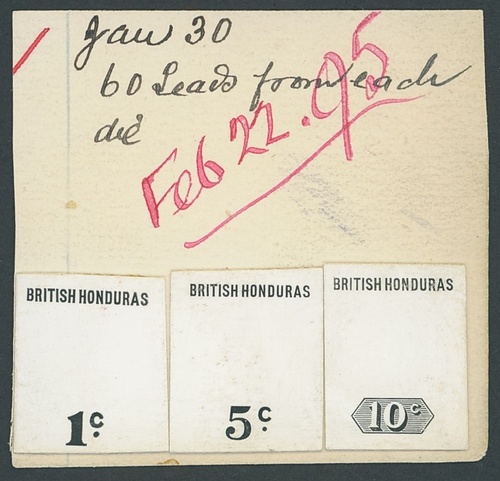 Jan 30
60 Leads from each
die
Feb 22. 95
BRITISH HONDURAS
1c
BRITISH HONDURAS
5c
BRITISH HONDURAS
10c